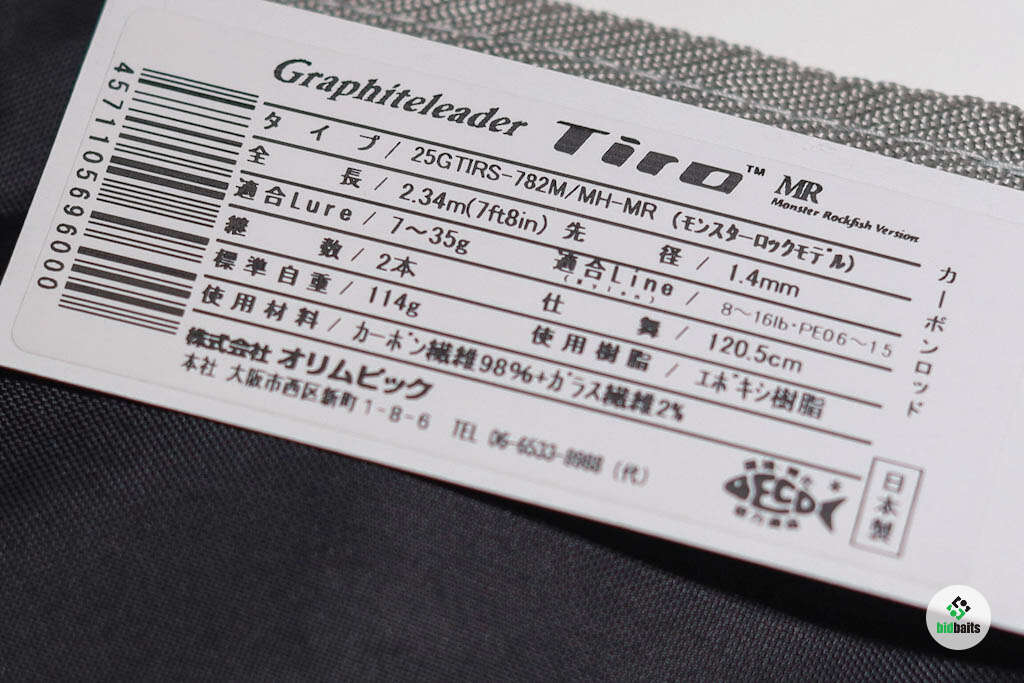 Graphiteleader Tiro™ MR
Monster Rockfish Version
タイプ / 25GTIRS-782M/MH-MR (モンスターロックモデル)
全長 / 2.34m(7ft8in) 先径 / 1.4mm
適合Lure / 7~35g 適合Line / 8~16lb・PE06~15
(Nylon)
継数 / 2本 仕舞 / 120.5cm
標準自重 / 114g 使用樹脂 / エポキシ樹脂
使用材料 / カーボン繊維98%+ガラス繊維2%
株式会社 オリムピック
本社 大阪市西区新町1-8-6 TEL 06-6533-8988 (代)
カーボンロッド
4571105696000
DECO
日本製
bidbaits